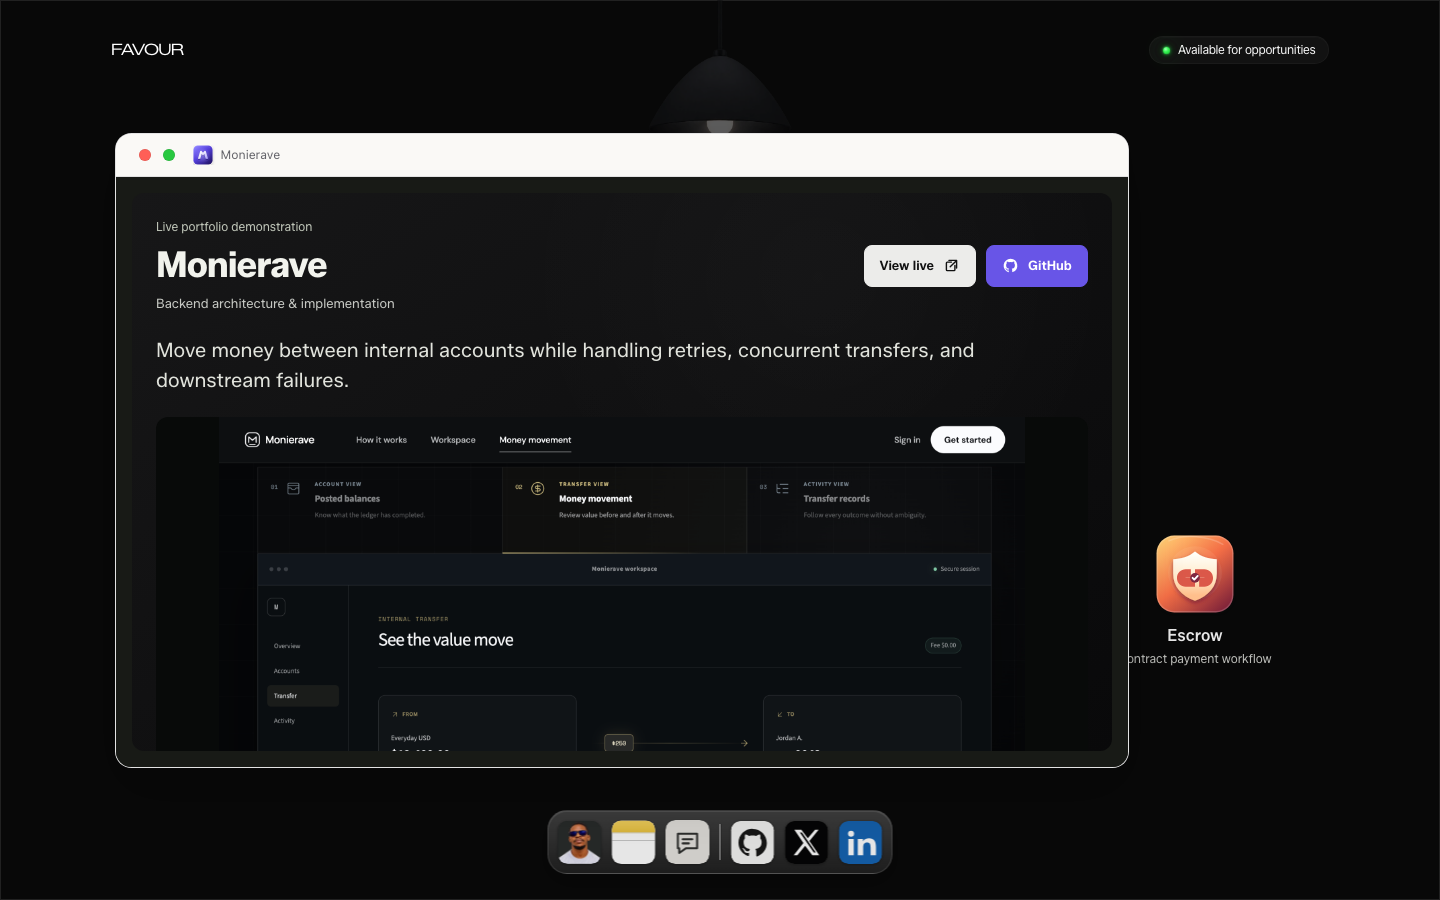 FAVOUR
Available for opportunities
Monierave
Live portfolio demonstration
Monierave
View live
GitHub
Backend architecture & implementation
Move money between internal accounts while handling retries, concurrent transfers, and
downstream failures.
Monierave
How it works
Workspace
Money movement
Sign in
Get started
01
ACCOUNT VIEW
Posted balances
Know what the ledger has completed.
02
TRANSFER VIEW
Money movement
Review value before and after it moves.
03
ACTIVITY VIEW
Transfer records
Follow every outcome without ambiguity.
Monierave workspace
Secure session
M
Overview
Accounts
Transfer
Activity
INTERNAL TRANSFER
See the value move
Fee $0.00
FROM
Everyday USD
$250
TO
Jordan A.
Escrow
ontract payment workflow
in